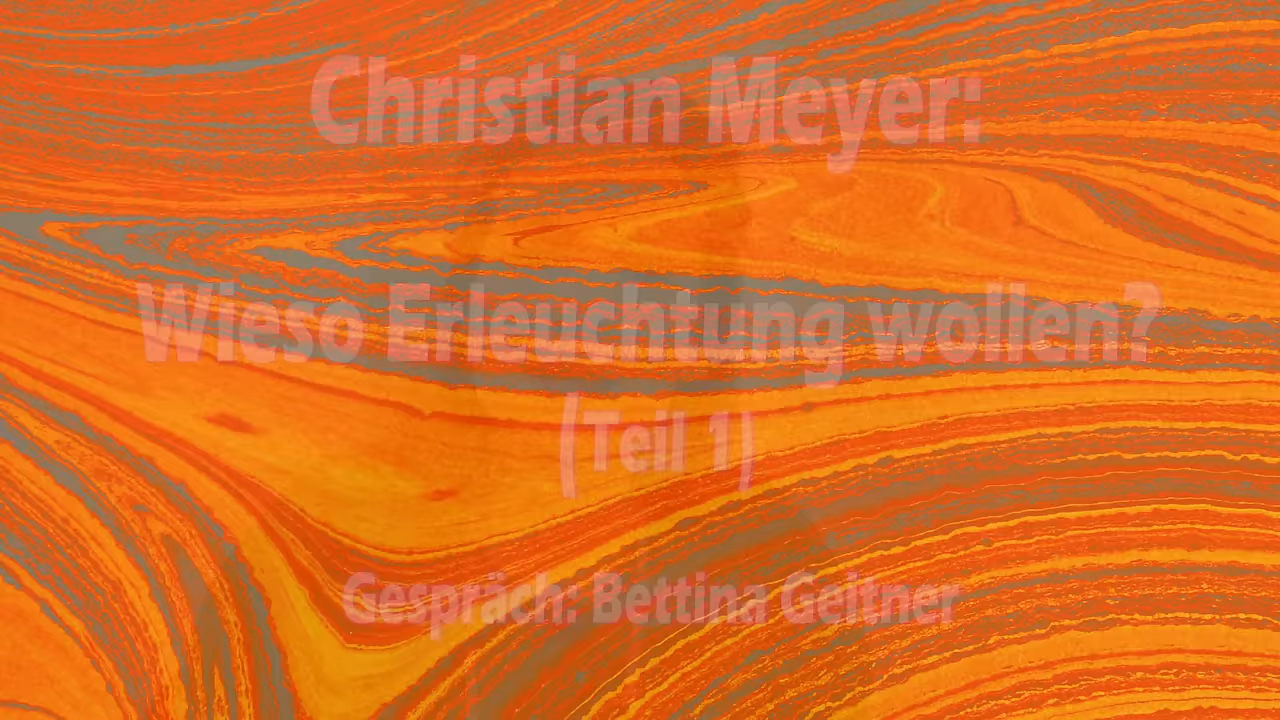 Christian Meyer:
Wieso Erleuchtung wollen?
(Teil 1)
Gespräch: Bettina Geitner